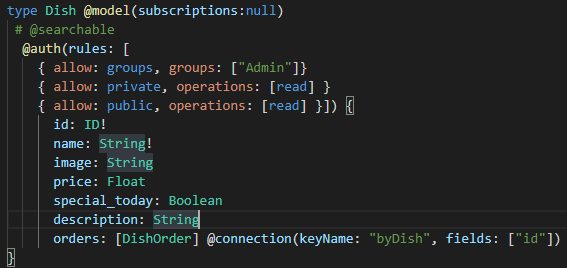 type Dish @model(subscriptions:null)
# @searchable
@auth(rules: [
{ allow: groups, groups: ["Admin"]}
{ allow: private, operations: [read] }
{ allow: public, operations: [read] }]) {
id: ID!
name: String!
image: String
price: Float
special_today: Boolean
description: String
orders: [DishOrder] @connection(keyName: "byDish", fields: ["id"])
}